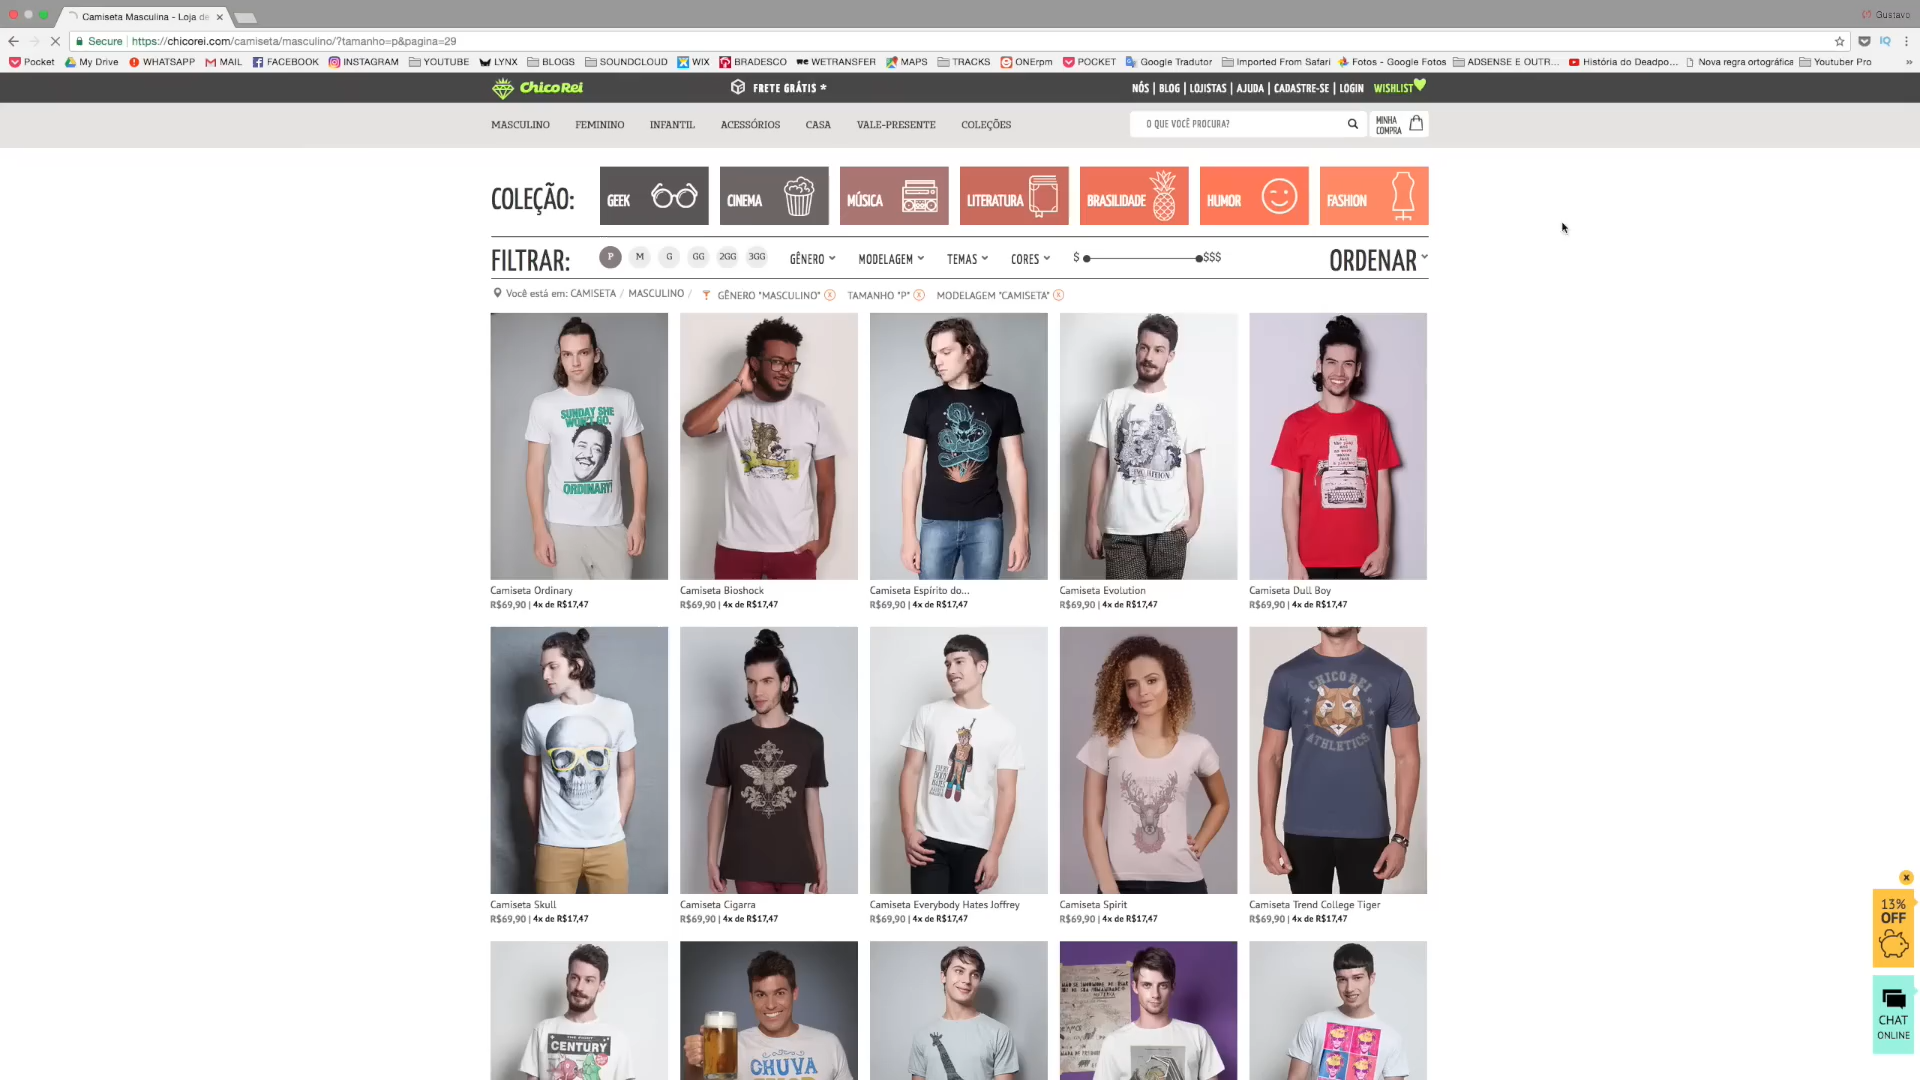 Camiseta Masculina - Loja de
Gustavo
Secure https://chicorei.com/camiseta/masculino/?tamanho=p&pagina=29
Pocket My Drive WHATSAPP MAIL FACEBOOK INSTAGRAM YOUTUBE LYNX BLOGS SOUNDCLOUD WIX BRADESCO WETRANSFER MAPS TRACKS ONErpm POCKET Google Tradutor Imported From Safari Fotos - Google Fotos ADSENSE E OUTR... História do Deadpo... Nova regra ortográfica Youtuber Pro »
Chico Rei FRETE GRÁTIS * NÓS | BLOG | LOJISTAS | AJUDA | CADASTRE-SE | LOGIN WISHLIST
MASCULINO FEMININO INFANTIL ACESSÓRIOS CASA VALE-PRESENTE COLEÇÕES O QUE VOCÊ PROCURA? MINHA COMPRA
COLEÇÃO: GEEK CINEMA MÚSICA LITERATURA BRASILIDADE HUMOR FASHION
FILTRAR: P M G GG 2GG 3GG GÊNERO MODELAGEM TEMAS CORES $ $$$ ORDENAR
Você está em: CAMISETA / MASCULINO / GÊNERO "MASCULINO" TAMANHO "P" MODELAGEM "CAMISETA"
SUNDAY SHE
WON'T GO.
ORDINARY!
Camiseta Ordinary Camiseta Bioshock Camiseta Espírito do... Camiseta Evolution Camiseta Dull Boy
R$69,90 | 4x de R$17,47 R$69,90 | 4x de R$17,47 R$69,90 | 4x de R$17,47 R$69,90 | 4x de R$17,47 R$69,90 | 4x de R$17,47
CHICO REI
ATHLETICS
EVERY
BODY
HATES
Camiseta Skull Camiseta Cigarra Camiseta Everybody Hates Joffrey Camiseta Spirit Camiseta Trend College Tiger
R$69,90 | 4x de R$17,47 R$69,90 | 4x de R$17,47 R$69,90 | 4x de R$17,47 R$69,90 | 4x de R$17,47 R$69,90 | 4x de R$17,47
CENTURY
CHUVA
13%
OFF
CHAT
ONLINE